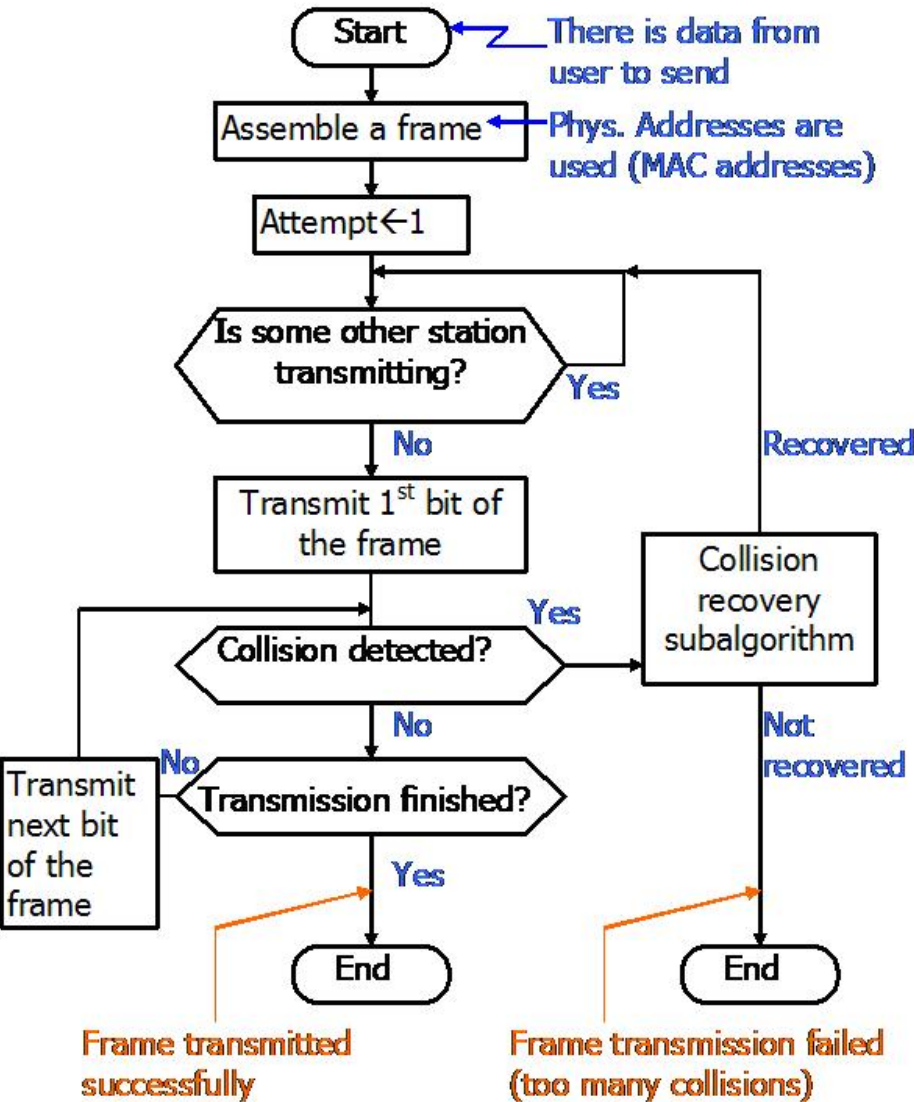 Start
There is data from
user to send
Assemble a frame
Phys. Addresses are
used (MAC addresses)
Attempt←1
Is some other station
transmitting?
Yes
No
Recovered
Transmit 1st bit of
the frame
Collision
recovery
subalgorithm
Yes
Collision detected?
No
Not
recovered
No
Transmit
next bit
of the
frame
Transmission finished?
Yes
End
End
Frame transmitted
successfully
Frame transmission failed
(too many collisions)